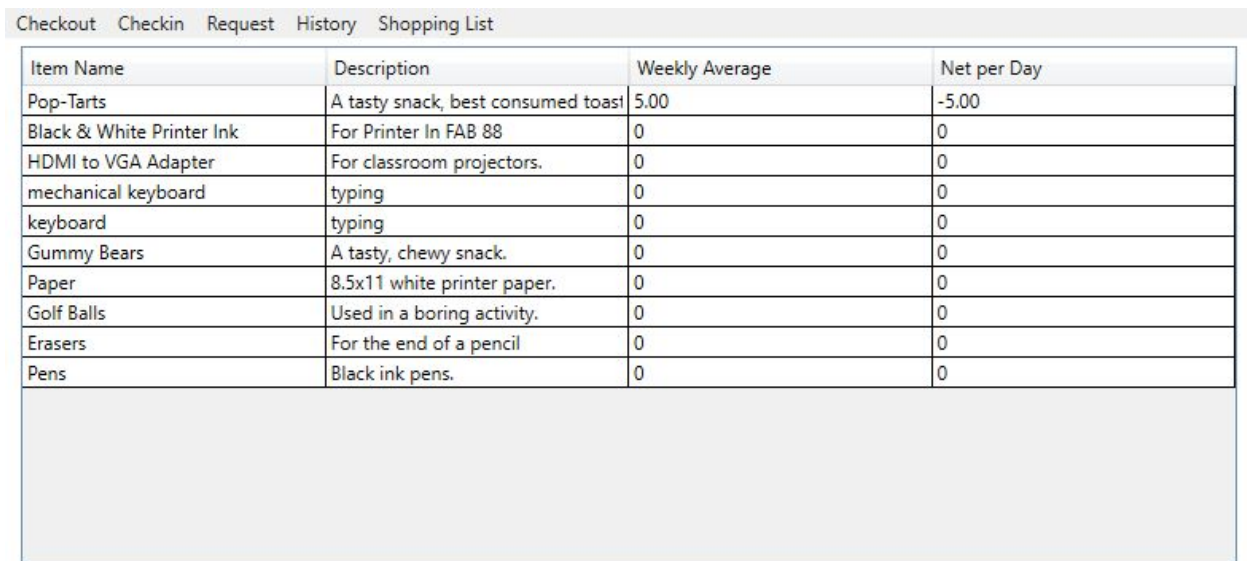 Checkout Checkin Request History Shopping List
Item Name Description Weekly Average Net per Day
Pop-Tarts A tasty snack, best consumed toast 5.00 -5.00
Black & White Printer Ink For Printer In FAB 88 0 0
HDMI to VGA Adapter For classroom projectors. 0 0
mechanical keyboard typing 0 0
keyboard typing 0 0
Gummy Bears A tasty, chewy snack. 0 0
Paper 8.5x11 white printer paper. 0 0
Golf Balls Used in a boring activity. 0 0
Erasers For the end of a pencil 0 0
Pens Black ink pens. 0 0